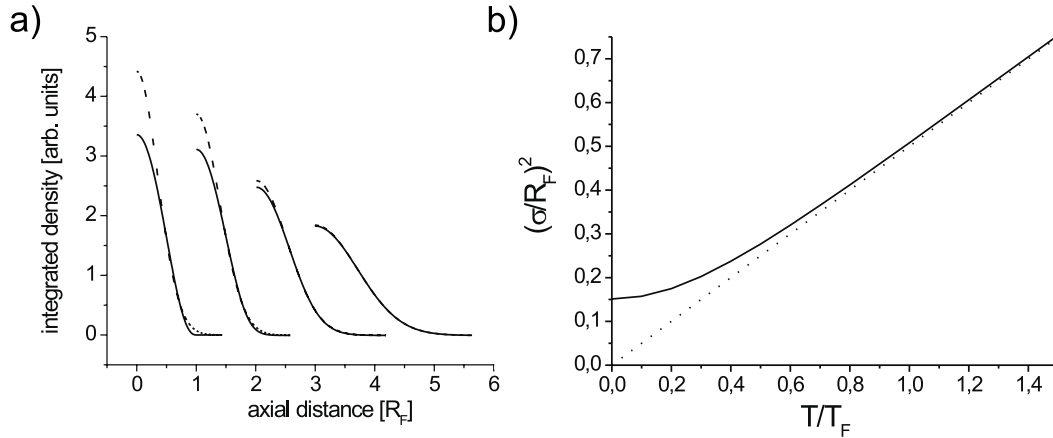 a)
5
4
3
2
1
0
integrated density [arb. units]
0 1 2 3 4 5 6
axial distance [R_F]
b)
0,7
0,6
0,5
0,4
0,3
0,2
0,1
0,0
(σ/R_F)²
0,0 0,2 0,4 0,6 0,8 1,0 1,2 1,4
T/T_F